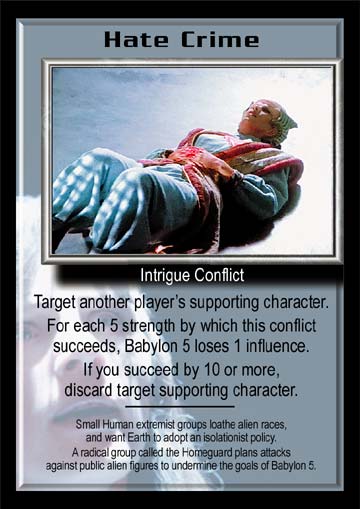 Hate Crime
Intrigue Conflict
Target another player's supporting character.
For each 5 strength by which this conflict
succeeds, Babylon 5 loses 1 influence.
If you succeed by 10 or more,
discard target supporting character.
Small Human extremist groups loathe alien races,
and want Earth to adopt an isolationist policy.
A radical group called the Homeguard plans attacks
against public alien figures to undermine the goals of Babylon 5.